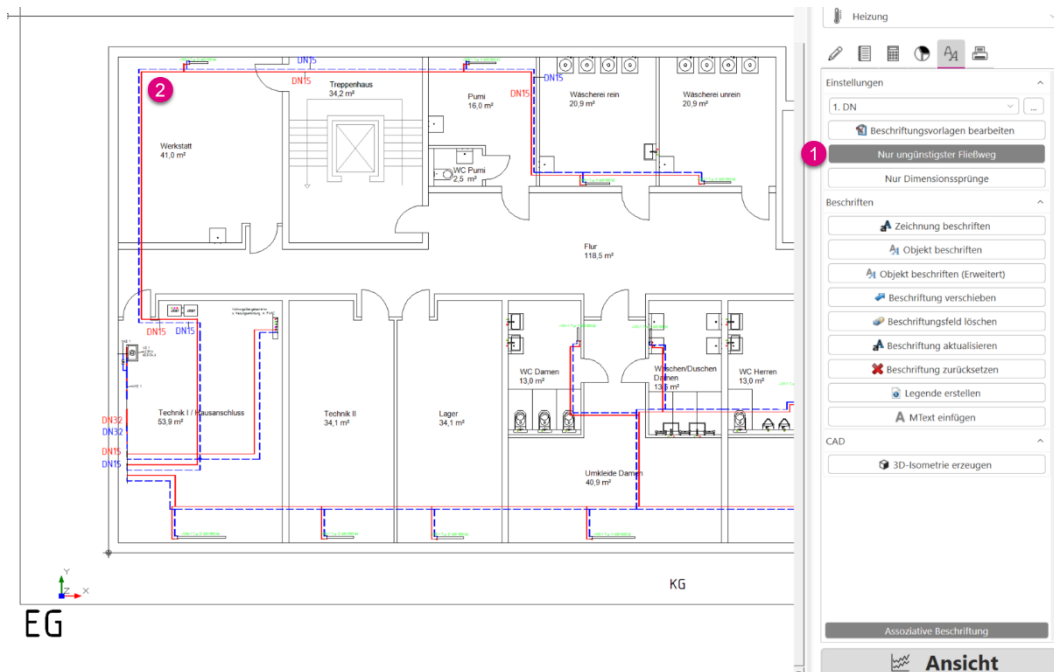 Heizung
Einstellungen
1. DN
...
Beschriftungsvorlagen bearbeiten
1
Nur ungünstigster Fließweg
Nur Dimensionssprünge
Beschriften
Zeichnung beschriften
Objekt beschriften
Objekt beschriften (Erweitert)
Beschriftung verschieben
Beschriftungsfeld löschen
Beschriftung aktualisieren
Beschriftung zurücksetzen
Legende erstellen
A MText einfügen
CAD
3D-Isometrie erzeugen
Assoziative Beschriftung
Ansicht
DN15
DN15
2
Treppenhaus
34,2 m²
Pumi
16,0 m²
DN15
DN15
Wäscherei rein
20,9 m²
Wäscherei unrein
20,9 m²
Werkstatt
41,0 m²
WC Pumi
2,5 m²
Flur
118,5 m²
DN15
DN15
WC Damen
13,0 m²
Waschen/Duschen
Damen
WC Herren
13,0 m²
DN32
DN32
DN15
DN15
Technik I / Hausanschluss
53,9 m²
Technik II
34,1 m²
Lager
34,1 m²
Umkleide Damen
40,9 m²
Y
Z
X
KG
EG